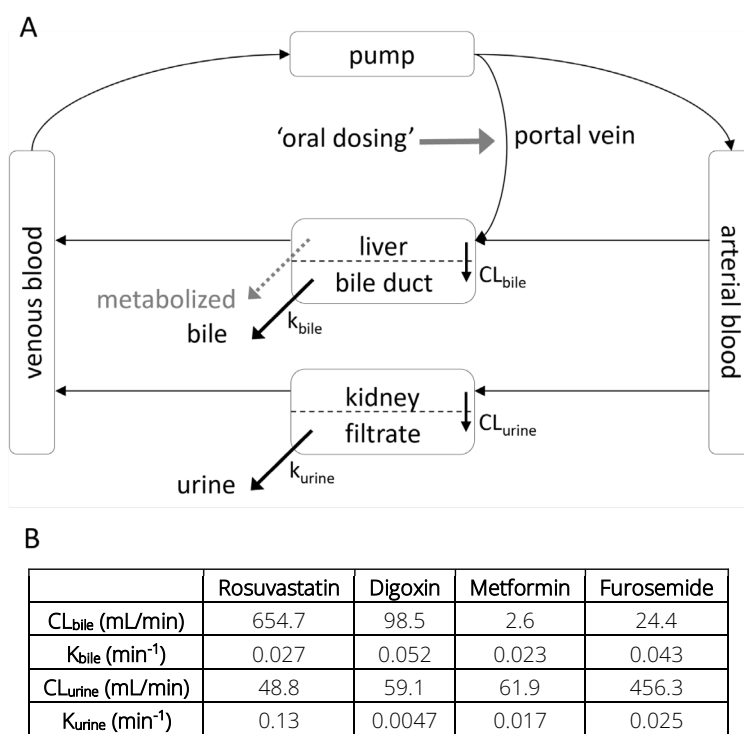 A
pump
'oral dosing'
portal vein
venous blood
arterial blood
liver
bile duct
CLbile
metabolized
bile
kbile
kidney
filtrate
CLurine
urine
kurine
B
Rosuvastatin Digoxin Metformin Furosemide
CLbile (mL/min) 654.7 98.5 2.6 24.4
Kbile (min-1) 0.027 0.052 0.023 0.043
CLurine (mL/min) 48.8 59.1 61.9 456.3
Kurine (min-1) 0.13 0.0047 0.017 0.025